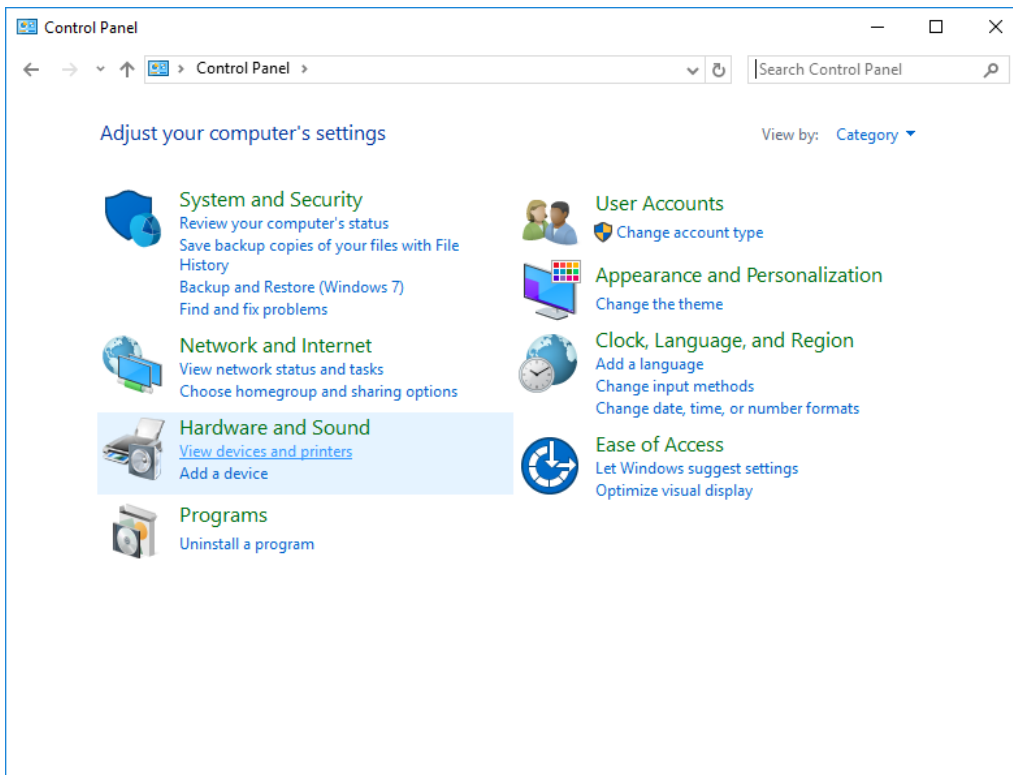 Control Panel
Control Panel
Search Control Panel
Adjust your computer's settings
View by: Category
System and Security
Review your computer's status
Save backup copies of your files with File
History
Backup and Restore (Windows 7)
Find and fix problems
Network and Internet
View network status and tasks
Choose homegroup and sharing options
Hardware and Sound
View devices and printers
Add a device
Programs
Uninstall a program
User Accounts
Change account type
Appearance and Personalization
Change the theme
Clock, Language, and Region
Add a language
Change input methods
Change date, time, or number formats
Ease of Access
Let Windows suggest settings
Optimize visual display